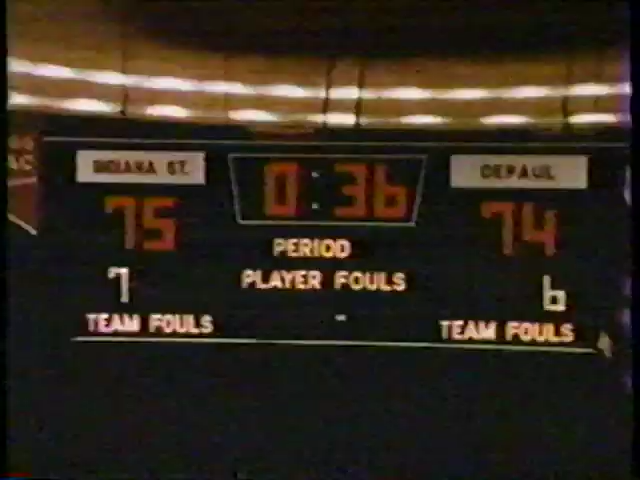 INDIANA ST.
0:36
DEPAUL
75
74
PERIOD
PLAYER FOULS
7
6
TEAM FOULS
TEAM FOULS